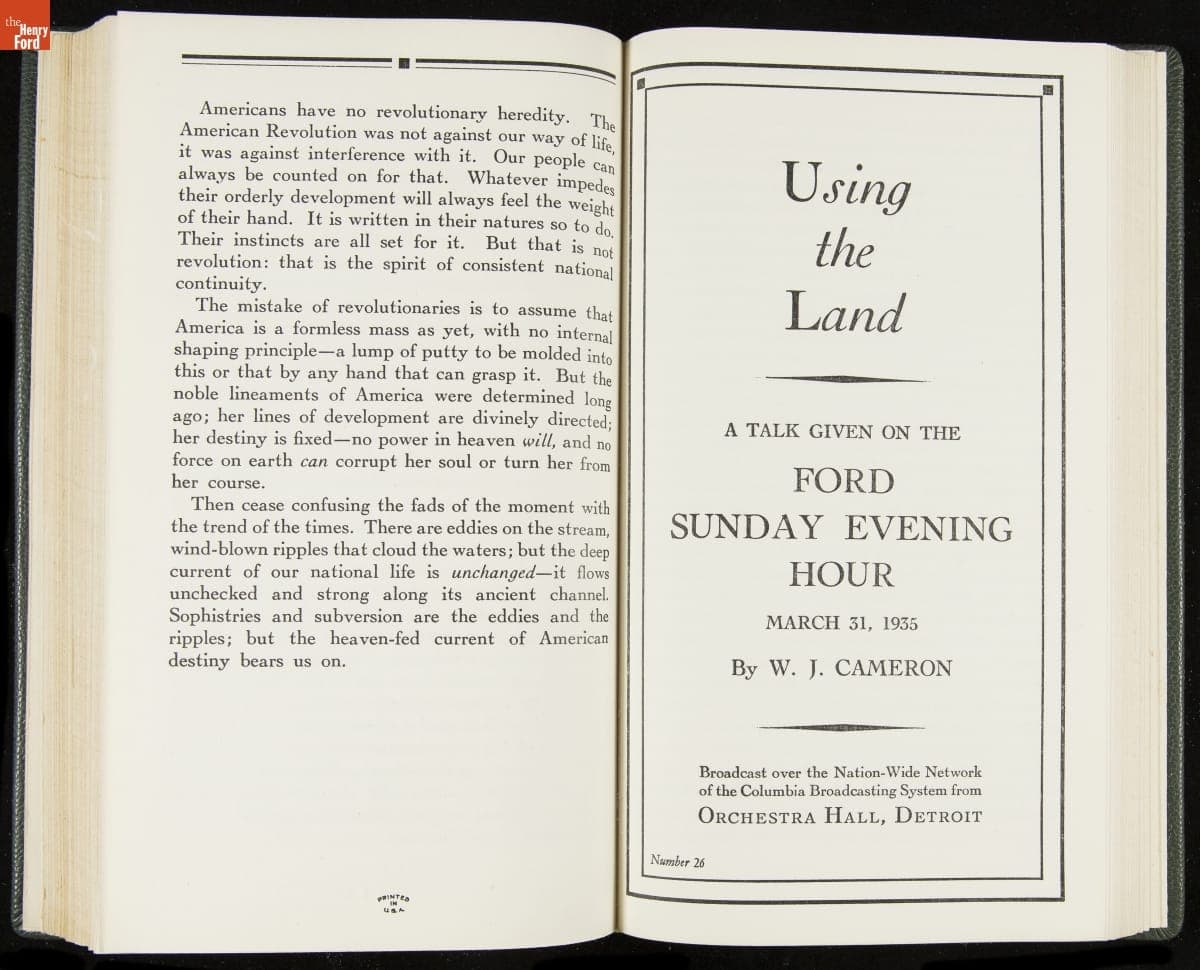 the
Henry
Ford
Americans have no revolutionary heredity. The
American Revolution was not against our way of life,
it was against interference with it. Our people can
always be counted on for that. Whatever impedes
their orderly development will always feel the weight
of their hand. It is written in their natures so to do.
Their instincts are all set for it. But that is not
revolution: that is the spirit of consistent national
continuity.
The mistake of revolutionaries is to assume that
America is a formless mass as yet, with no internal
shaping principle—a lump of putty to be molded into
this or that by any hand that can grasp it. But the
noble lineaments of America were determined long
ago; her lines of development are divinely directed;
her destiny is fixed—no power in heaven will, and no
force on earth can corrupt her soul or turn her from
her course.
Then cease confusing the fads of the moment with
the trend of the times. There are eddies on the stream,
wind-blown ripples that cloud the waters; but the deep
current of our national life is unchanged—it flows
unchecked and strong along its ancient channel.
Sophistries and subversion are the eddies and the
ripples; but the heaven-fed current of American
destiny bears us on.
PRINTED
IN
U.S.A.
Using
the
Land
A TALK GIVEN ON THE
FORD
SUNDAY EVENING
HOUR
MARCH 31, 1935
By W. J. CAMERON
Broadcast over the Nation-Wide Network
of the Columbia Broadcasting System from
ORCHESTRA HALL, DETROIT
Number 26